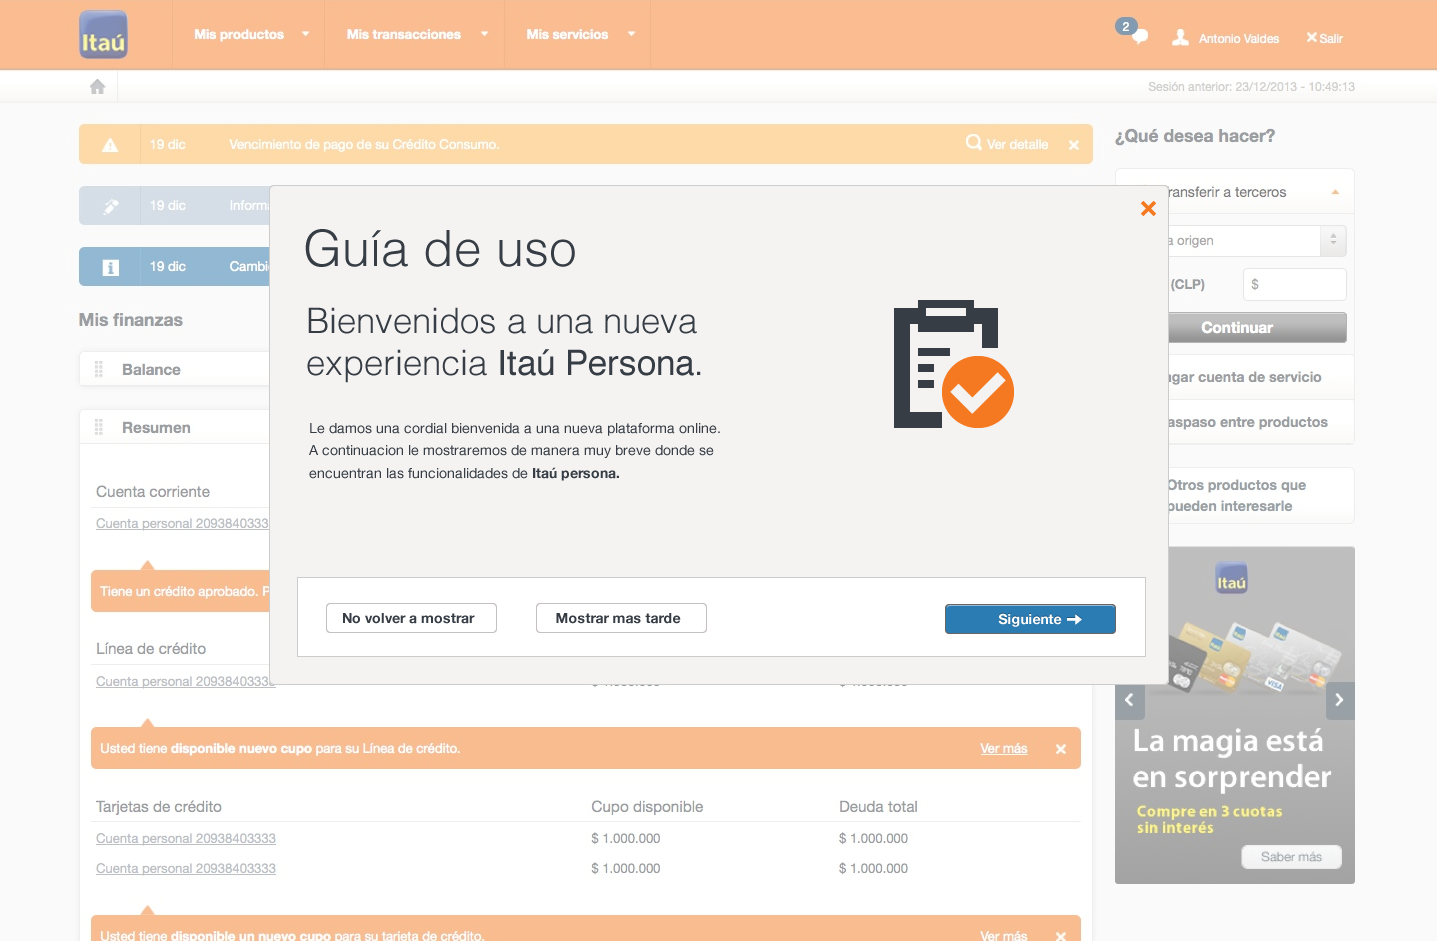 Itaú
Mis productos
Mis transacciones
Mis servicios
2
Antonio Valdes
Salir
Sesión anterior: 23/12/2013 - 10:49:13
19 dic
Vencimiento de pago de su Crédito Consumo.
Ver detalle
19 dic
19 dic
Mis finanzas
Balance
Resumen
Cuenta corriente
Cuenta personal 2093840333
Tiene un crédito aprobado.
Línea de crédito
Cuenta personal 2093840333
Usted tiene disponible nuevo cupo para su Línea de crédito.
Ver más
Tarjetas de crédito
Cupo disponible
Deuda total
Cuenta personal 20938403333
$ 1.000.000
$ 1.000.000
Cuenta personal 20938403333
$ 1.000.000
$ 1.000.000
Usted tiene disponible un nuevo cupo para su tarjeta de crédito.
Ver más
Guía de uso
Bienvenidos a una nueva
experiencia Itaú Persona.
Le damos una cordial bienvenida a una nueva plataforma online.
A continuacion le mostraremos de manera muy breve donde se
encuentran las funcionalidades de Itaú persona.
No volver a mostrar
Mostrar mas tarde
Siguiente
¿Qué desea hacer?
ransferir a terceros
a origen
(CLP)
$
Continuar
gar cuenta de servicio
aspaso entre productos
Otros productos que
pueden interesarle
Itaú
VISA
La magia está
en sorprender
Compre en 3 cuotas
sin interés
Saber más